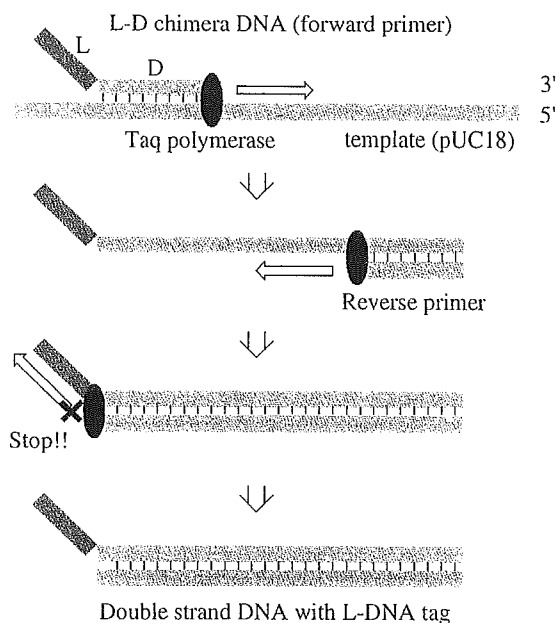 L-D chimera DNA (forward primer)
L
D
3'
5'
Taq polymerase
template (pUC18)
Reverse primer
Stop!!
Double strand DNA with L-DNA tag